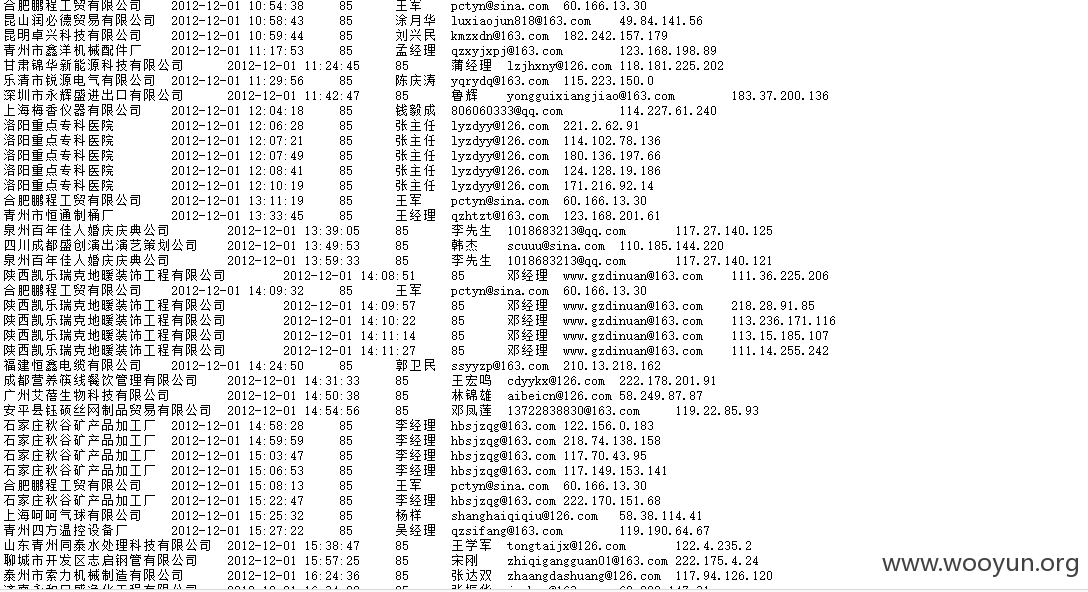 合肥鹏程工贸有限公司 2012-12-01 10:54:38 85 王军 pctyn@sina.com 60.166.13.30
昆山润必德贸易有限公司 2012-12-01 10:58:43 85 涂月华 luxiaojun818@163.com 49.84.141.56
昆明卓兴科技有限公司 2012-12-01 10:59:44 85 刘兴民 kmzxdn@163.com 182.242.157.179
青州市鑫洋机械配件厂 2012-12-01 11:17:53 85 孟经理 qzxyjxpj@163.com 123.168.198.89
甘肃锦华新能源科技有限公司 2012-12-01 11:24:45 85 蒲经理 lzjhxny@126.com 118.181.225.202
乐清市锐源电气有限公司 2012-12-01 11:29:56 85 陈庆涛 yqrydq@163.com 115.223.150.0
深圳市永辉盛进出口有限公司 2012-12-01 11:42:47 85 鲁辉 yongguixiangjiao@163.com 183.37.200.136
上海梅香仪器有限公司 2012-12-01 12:04:18 85 钱毅成 806060333@qq.com 114.227.61.240
洛阳重点专科医院 2012-12-01 12:06:28 85 张主任 lyzdyy@126.com 221.2.62.91
洛阳重点专科医院 2012-12-01 12:07:21 85 张主任 lyzdyy@126.com 114.102.78.136
洛阳重点专科医院 2012-12-01 12:07:49 85 张主任 lyzdyy@126.com 180.136.197.66
洛阳重点专科医院 2012-12-01 12:08:41 85 张主任 lyzdyy@126.com 124.128.19.186
洛阳重点专科医院 2012-12-01 12:10:19 85 张主任 lyzdyy@126.com 171.216.92.14
合肥鹏程工贸有限公司 2012-12-01 13:11:19 85 王军 pctyn@sina.com 60.166.13.30
青州市恒通制桶厂 2012-12-01 13:33:45 85 王经理 qzhtzt@163.com 123.168.201.61
泉州百年佳人婚庆庆典公司 2012-12-01 13:39:05 85 李先生 1018683213@qq.com 117.27.140.125
四川成都盛创演出演艺策划公司 2012-12-01 13:49:53 85 韩杰 scuuu@sina.com 110.185.144.220
泉州百年佳人婚庆庆典公司 2012-12-01 13:59:33 85 李先生 1018683213@qq.com 117.27.140.121
陕西凯乐瑞克地暖装饰工程有限公司 2012-12-01 14:08:51 85 邓经理 www.gzdinuan@163.com 111.36.225.206
合肥鹏程工贸有限公司 2012-12-01 14:09:32 85 王军 pctyn@sina.com 60.166.13.30
陕西凯乐瑞克地暖装饰工程有限公司 2012-12-01 14:09:57 85 邓经理 www.gzdinuan@163.com 218.28.91.85
陕西凯乐瑞克地暖装饰工程有限公司 2012-12-01 14:10:22 85 邓经理 www.gzdinuan@163.com 113.236.171.116
陕西凯乐瑞克地暖装饰工程有限公司 2012-12-01 14:11:14 85 邓经理 www.gzdinuan@163.com 113.15.185.107
陕西凯乐瑞克地暖装饰工程有限公司 2012-12-01 14:11:27 85 邓经理 www.gzdinuan@163.com 111.14.255.242
福建恒鑫电缆有限公司 2012-12-01 14:24:50 85 郭卫民 ssyyzp@163.com 210.13.218.162
成都营养筷线餐饮管理有限公司 2012-12-01 14:31:33 85 王宏鸣 cdyykx@126.com 222.178.201.91
广州艾蓓生物科技有限公司 2012-12-01 14:50:38 85 林锦雄 aibeicn@126.com 58.249.87.87
安平县钰硕丝网制品贸易有限公司 2012-12-01 14:54:56 85 邓凤莲 13722838830@163.com 119.22.85.93
石家庄秋谷矿产品加工厂 2012-12-01 14:58:28 85 李经理 hbsjzqg@163.com 122.156.0.183
石家庄秋谷矿产品加工厂 2012-12-01 14:59:59 85 李经理 hbsjzqg@163.com 218.74.138.158
石家庄秋谷矿产品加工厂 2012-12-01 15:03:47 85 李经理 hbsjzqg@163.com 117.70.43.95
石家庄秋谷矿产品加工厂 2012-12-01 15:06:53 85 李经理 hbsjzqg@163.com 117.149.153.141
合肥鹏程工贸有限公司 2012-12-01 15:08:13 85 王军 pctyn@sina.com 60.166.13.30
石家庄秋谷矿产品加工厂 2012-12-01 15:22:47 85 李经理 hbsjzqg@163.com 222.170.151.68
上海呵呵气球有限公司 2012-12-01 15:25:32 85 杨样 shanghaiqiqiu@126.com 58.38.114.41
青州四方温控设备厂 2012-12-01 15:27:22 85 吴经理 qzsifang@163.com 119.190.64.67
山东青州同泰水处理科技有限公司 2012-12-01 15:38:47 85 王学军 tongtaijx@126.com 122.4.235.2
聊城市开发区志启钢管有限公司 2012-12-01 15:57:25 85 宋刚 zhiqigangguan01@163.com 222.175.4.24
泰州市索力机械制造有限公司 2012-12-01 16:24:36 85 张达双 zhaangdashuang@126.com 117.94.126.120
www.wooyun.org